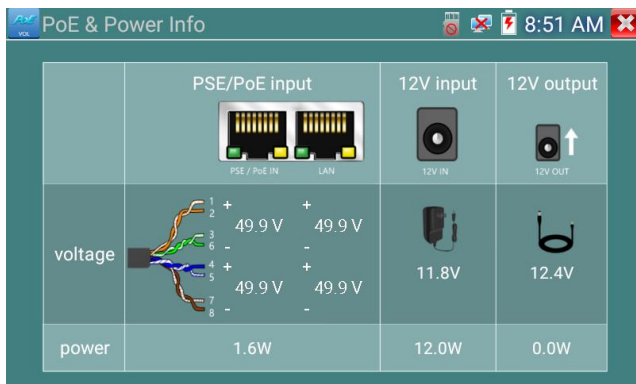 PoE
VOL
PoE & Power Info
8:51 AM
PSE/PoE input
12V input
12V output
PSE / PoE IN
LAN
12V IN
12V OUT
voltage
1
2
3
6
4
5
7
8
+ +
49.9 V 49.9 V
- -
+ +
49.9 V 49.9 V
- -
11.8V
12.4V
power
1.6W
12.0W
0.0W